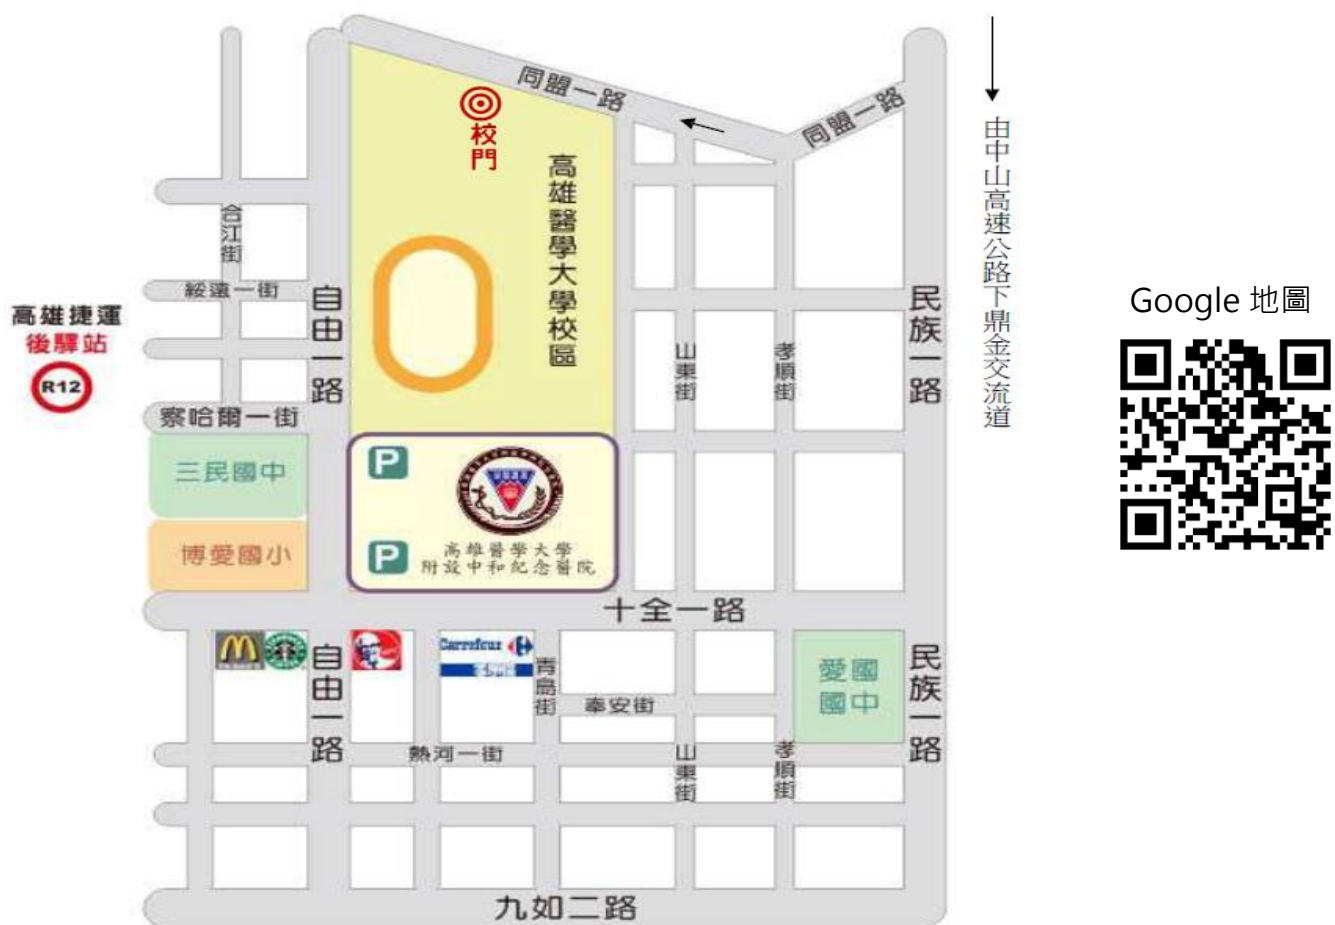 同盟一路
同盟一路
校門
高雄醫學大學校區
由中山高速公路下鼎金交流道
合江街
綏遠一街
自由一路
民族一路
Google 地圖
高雄捷運
後驛站
R12
山東街
孝順街
察哈爾一街
三民國中
P
博愛國小
P
高雄醫學大學
附設中和紀念醫院
十全一路
自由一路
Carrefour
青島街
奉安街
愛國
國中
民族一路
熱河一街
山東街
孝順街
九如二路